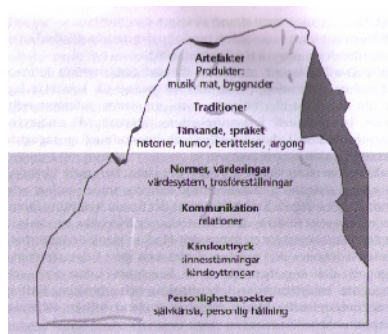 Artefakter
Produkter:
musik, mat, byggnader
Traditioner
Tänkande, språket
historier, humor, berättelser, argong
Normer, värderingar
värdesystem, trosföreställningar
Kommunikation
relationer
Känslouttryck
sinnesstämningar
känsloyttringar
Personlighetsaspekter
självkänsla, personlig hållning